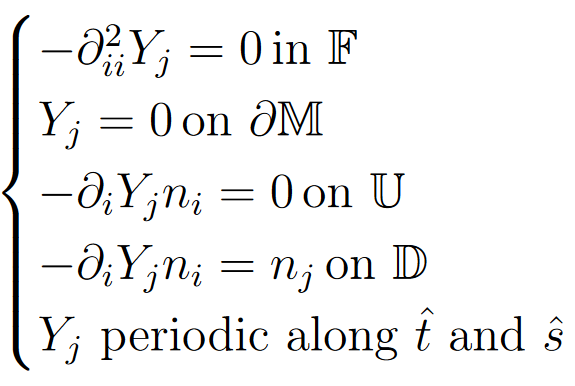 −∂²ᵢᵢYⱼ = 0 in 𝔽
Yⱼ = 0 on ∂𝕄
−∂ᵢYⱼnᵢ = 0 on 𝕌
−∂ᵢYⱼnᵢ = nⱼ on 𝔻
Yⱼ periodic along t̂ and ŝ